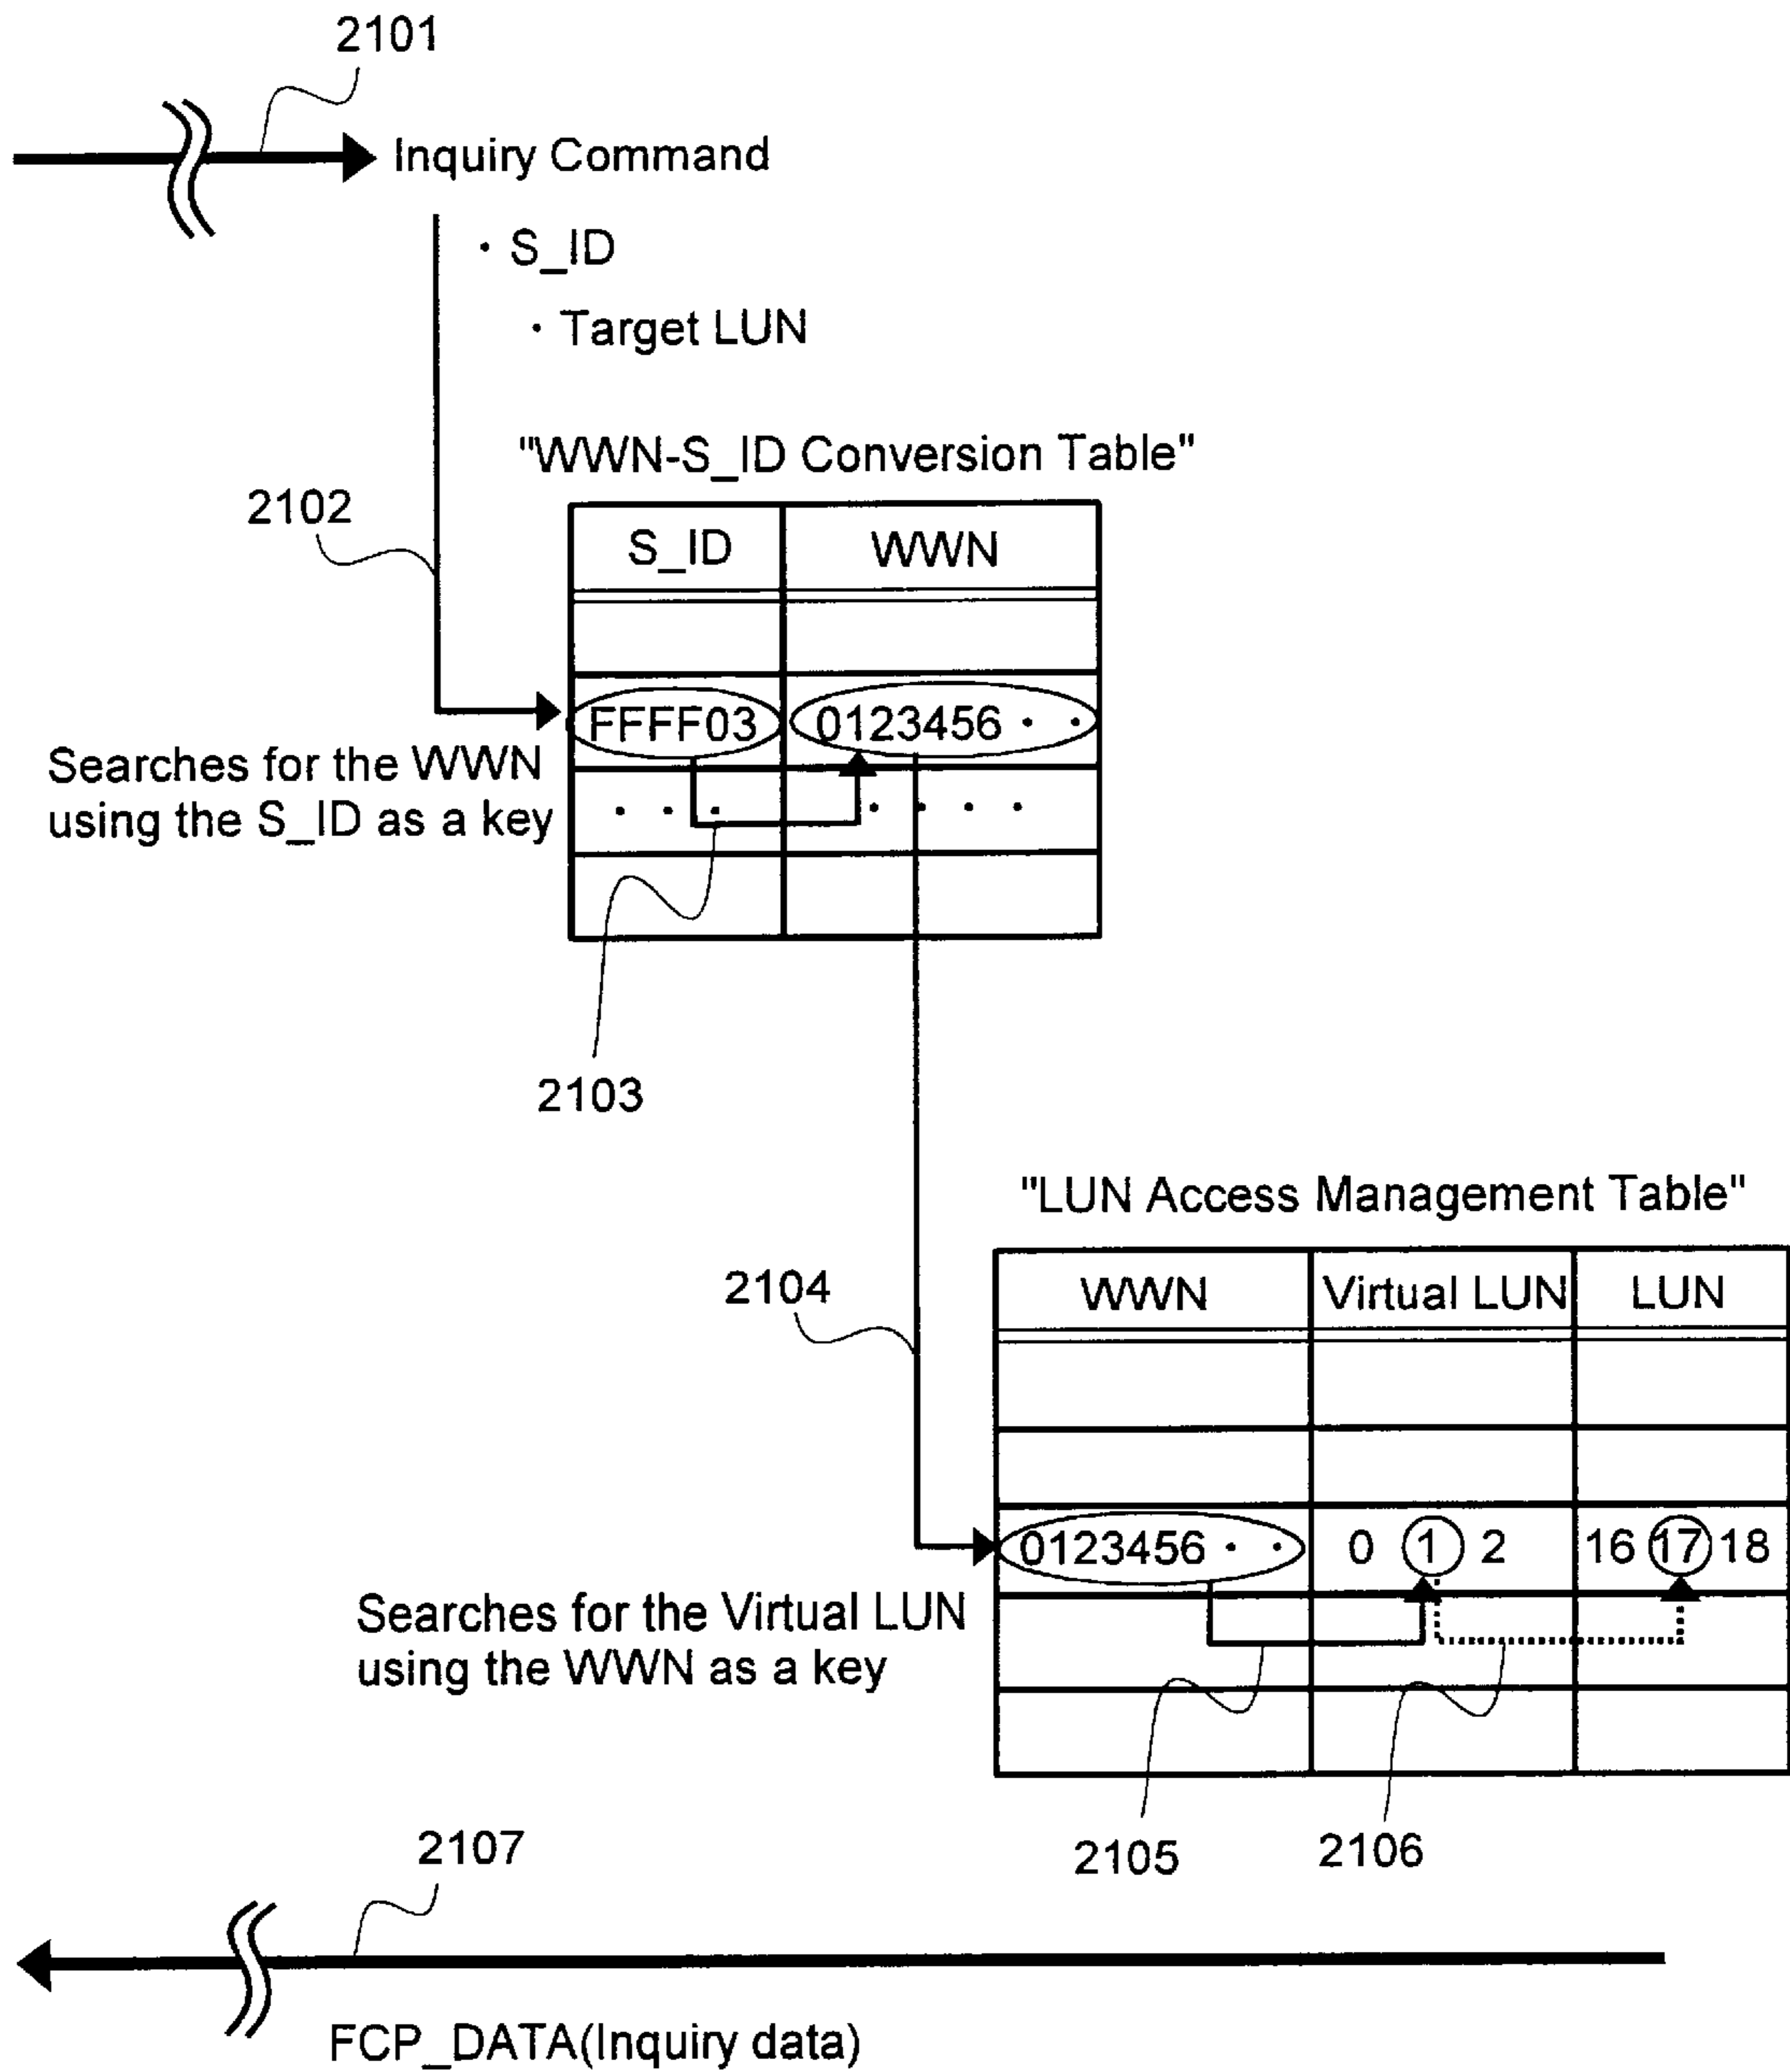 2101
Inquiry Command
· S_ID
· Target LUN
"WWN-S_ID Conversion Table"
2102
S_ID WWN
FFFF03 0123456 · ·
Searches for the WWN
using the S_ID as a key
· · · · · · ·
2103
"LUN Access Management Table"
2104
WWN Virtual LUN LUN
0123456 · · 0 1 2 16 17 18
Searches for the Virtual LUN
using the WWN as a key
2105 2106
2107
FCP_DATA(Inquiry data)